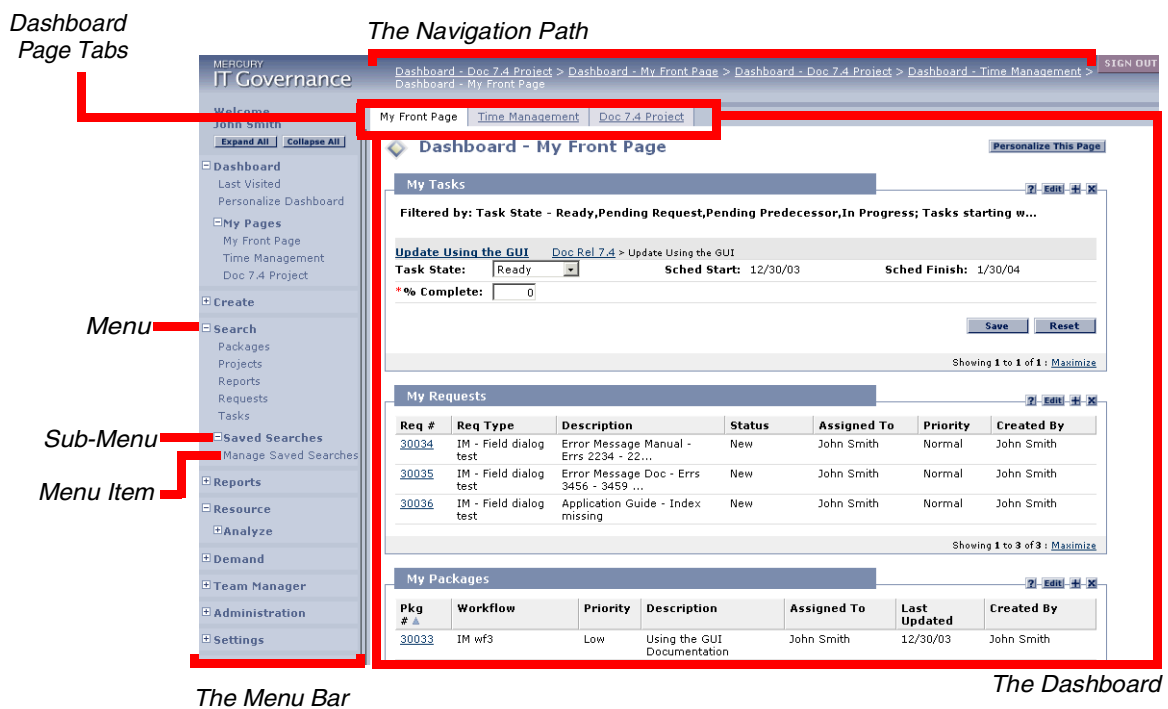 Dashboard
Page Tabs
The Navigation Path
MERCURY
IT Governance
Dashboard - Doc 7.4 Project > Dashboard - My Front Page > Dashboard - Doc 7.4 Project > Dashboard - Time Management >
Dashboard - My Front Page
SIGN OUT
Welcome
John Smith
Expand All Collapse All
My Front Page Time Management Doc 7.4 Project
Dashboard - My Front Page
Personalize This Page
Dashboard
Last Visited
Personalize Dashboard
My Pages
My Front Page
Time Management
Doc 7.4 Project
Create
Menu
Search
Packages
Projects
Reports
Requests
Tasks
Sub-Menu
Saved Searches
Manage Saved Searches
Menu Item
Reports
Resource
Analyze
Demand
Team Manager
Administration
Settings
The Menu Bar
My Tasks
? Edit
Filtered by: Task State - Ready,Pending Request,Pending Predecessor,In Progress; Tasks starting w...
Update Using the GUI Doc Rel 7.4 > Update Using the GUI
Task State: Ready Sched Start: 12/30/03 Sched Finish: 1/30/04
*% Complete: 0
Save Reset
Showing 1 to 1 of 1 : Maximize
My Requests
? Edit
Req # Req Type Description Status Assigned To Priority Created By
30034 IM - Field dialog test Error Message Manual - Errs 2234 - 22... New John Smith Normal John Smith
30035 IM - Field dialog test Error Message Doc - Errs 3456 - 3459 ... New John Smith Normal John Smith
30036 IM - Field dialog test Application Guide - Index missing New John Smith Normal John Smith
Showing 1 to 3 of 3 : Maximize
My Packages
? Edit
Pkg # Workflow Priority Description Assigned To Last Updated Created By
30033 IM wf3 Low Using the GUI Documentation John Smith 12/30/03 John Smith
The Dashboard